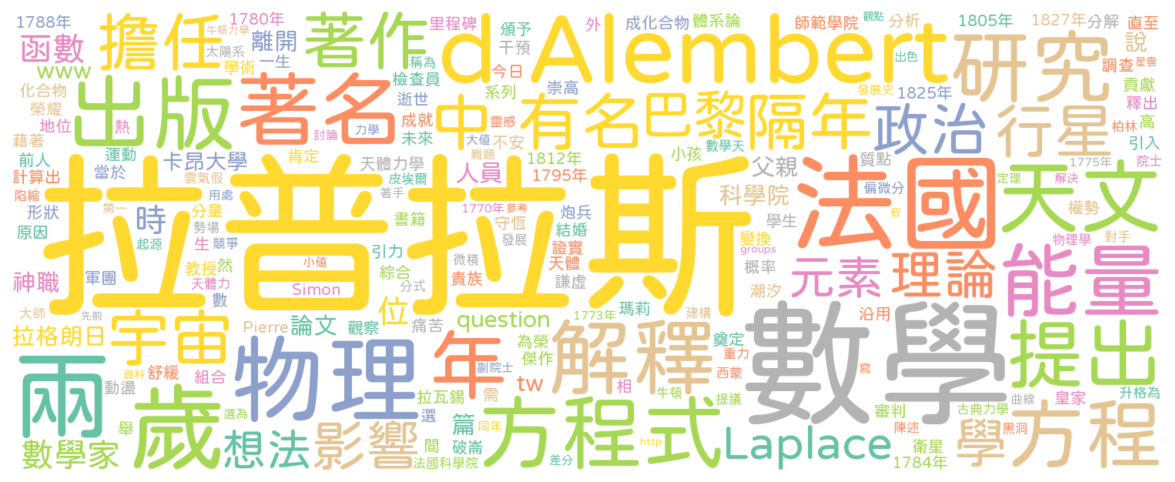 1788年 擔任 1780年 著作 里程碑 頒予 外 成化合物 體系論 師範學院 觀點 分析 1805年 1827年 分解 直至
函數 牛頓力學 太陽系 離開 干預 d Alembert 研究 出色 說
www 一生 學術 稱為 檢查員 今日 系列 崇高 發展史 星雲 調查 貢獻
化合物 出版 著名 逝世 成就 靈感 中 有名 巴黎 隔年 1825年 政治 行星 釋出 高
榮耀 地位 熱 討論 力學 未來 不安 大值 難題 數學天 柏林 引入
藉著 運動 卡昂大學 肯定 天體力學 1812年 小孩 父親 質點 1775年 院士
前人 當於 皮埃爾 人員 1795年 科學院 偏微分 定理 解決
計算出 陷縮 雲氣假 用處 著手 拉普拉斯 法國 天文
形狀 第一 分量 勢場 書籍 1770年 參考 守恆 炮兵 結婚 學生 權勢
原因 起源 生 競爭 引力 發展 證實 變換 假 groups 物理學 對手
神職 軍團 教授 然 小值 綜合 微積 天體 概率 元素 理論 能量
大師 先前 天體力 數 Simon 分式 貴族 謙虛 潮汐 沿用
拉格朗日 宇宙 Pierre 論文 觀察 位 痛苦 年 question 1773年 瑪莉 建構 解釋 為榮 奠定 數學 提出
兩 歲 物理 副院士 傑作 重力
動盪 音料 舒緩 組合 拉瓦錫 需 tw 相 牛頓 西蒙 提議 寫 曲線 皇家 升格為
數學家 舉 選為 想法 影響 間 選 篇 同年 破崙 方程式 http Laplace 審判 陳述 古典力學 黑洞 學 方程
法國科學院 差分 衛星 1784年